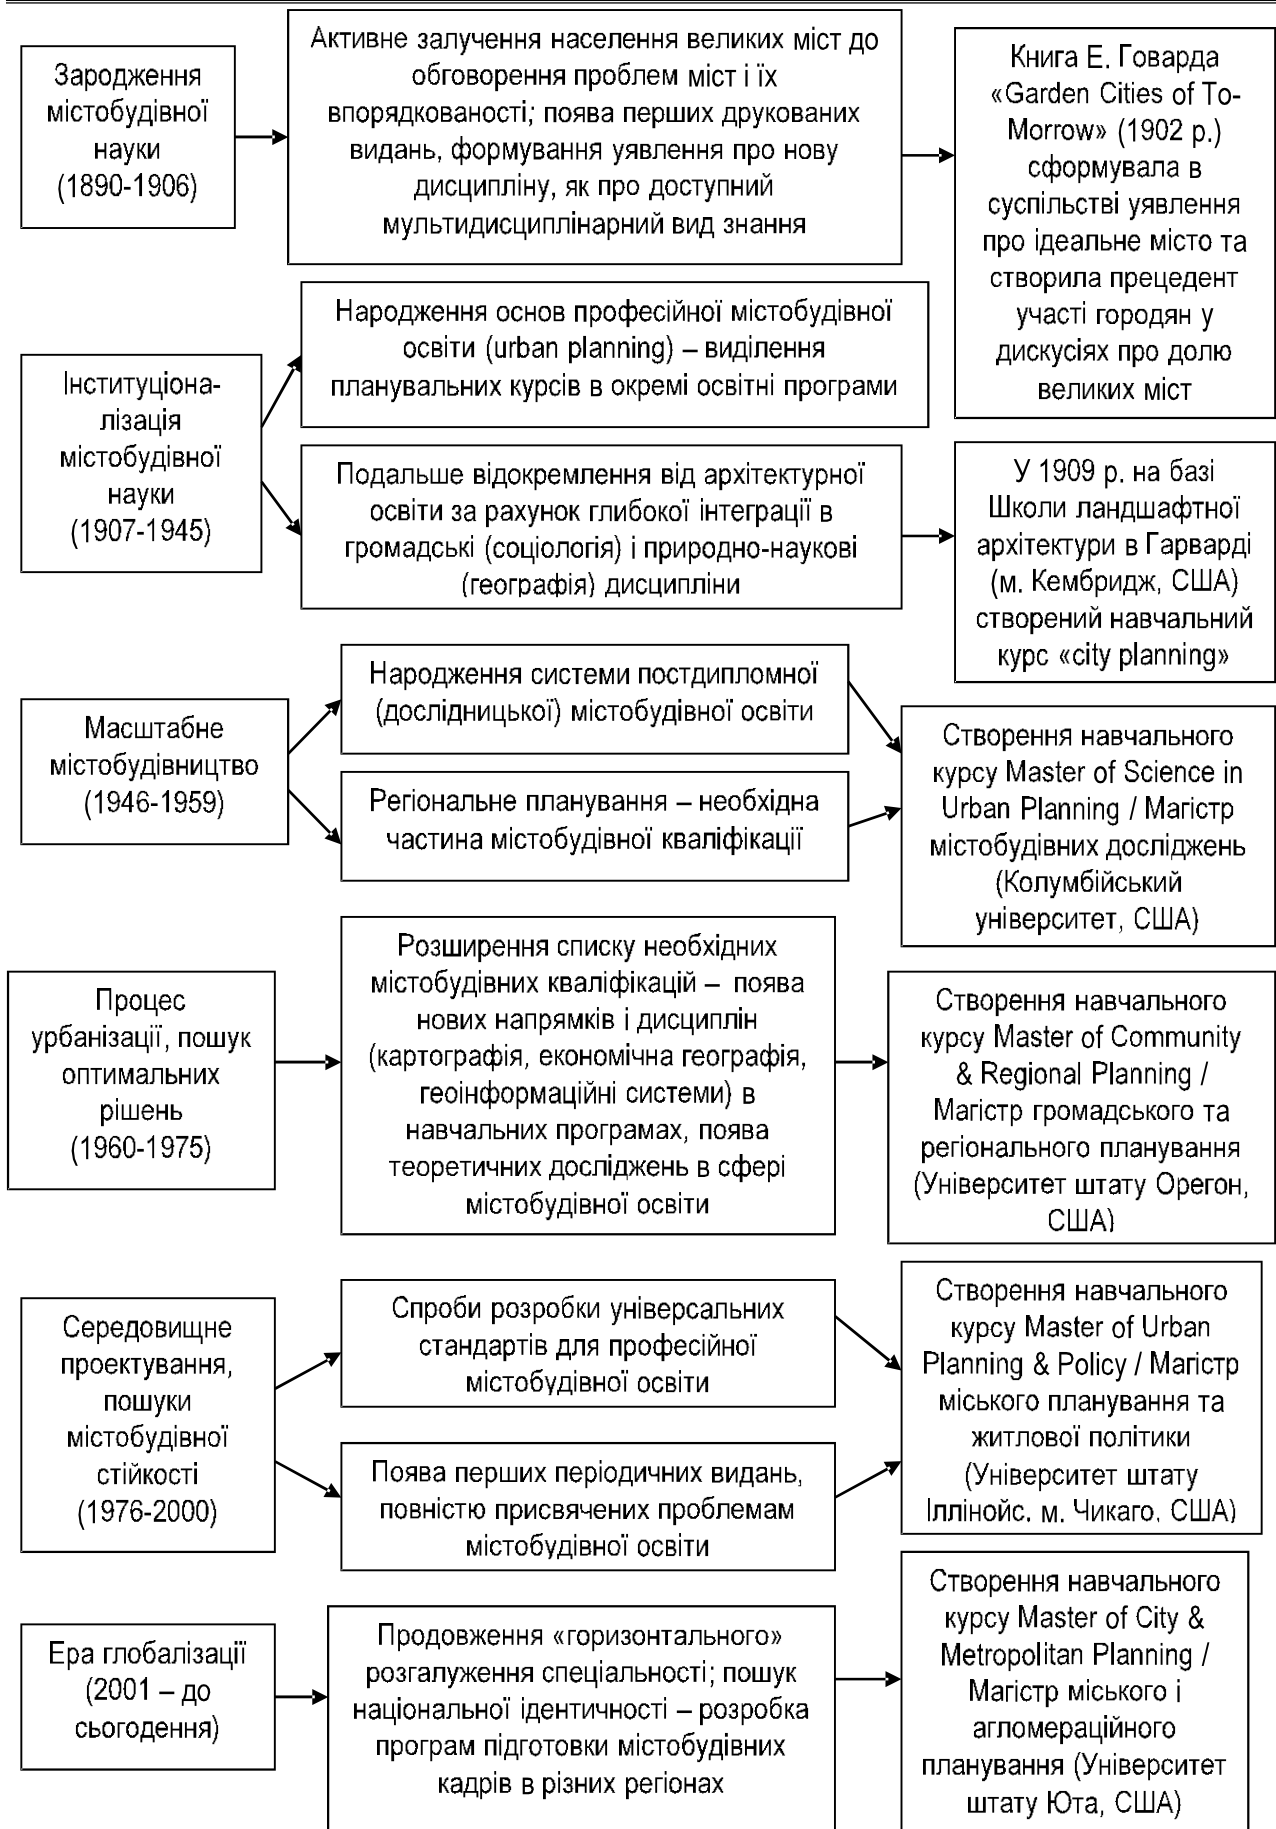 Зародження
містобудівної
науки
(1890-1906)
Активне залучення населення великих міст до
обговорення проблем міст і їх
впорядкованості; поява перших друкованих
видань, формування уявлення про нову
дисципліну, як про доступний
мультидисциплінарний вид знання
Книга Е. Говарда
«Garden Cities of To-
Morrow» (1902 р.)
сформувала в
суспільстві уявлення
про ідеальне місто та
створила прецедент
участі городян у
дискусіях про долю
великих міст
Інституціона-
лізація
містобудівної
науки
(1907-1945)
Народження основ професійної містобудівної
освіти (urban planning) – виділення
планувальних курсів в окремі освітні програми
Подальше відокремлення від архітектурної
освіти за рахунок глибокої інтеграції в
громадські (соціологія) і природно-наукові
(географія) дисципліни
У 1909 р. на базі
Школи ландшафтної
архітектури в Гарварді
(м. Кембридж, США)
створений навчальний
курс «city planning»
Масштабне
містобудівництво
(1946-1959)
Народження системи постдипломної
(дослідницької) містобудівної освіти
Регіональне планування – необхідна
частина містобудівної кваліфікації
Створення навчального
курсу Master of Science in
Urban Planning / Магістр
містобудівних досліджень
(Колумбійський
університет, США)
Процес
урбанізації, пошук
оптимальних
рішень
(1960-1975)
Розширення списку необхідних
містобудівних кваліфікацій – поява
нових напрямків і дисциплін
(картографія, економічна географія,
геоінформаційні системи) в
навчальних програмах, поява
теоретичних досліджень в сфері
містобудівної освіти
Створення навчального
курсу Master of Community
& Regional Planning /
Магістр громадського та
регіонального планування
(Університет штату Орегон,
США)
Середовищне
проектування,
пошуки
містобудівної
стійкості
(1976-2000)
Спроби розробки універсальних
стандартів для професійної
містобудівної освіти
Поява перших періодичних видань,
повністю присвячених проблемам
містобудівної освіти
Створення навчального
курсу Master of Urban
Planning & Policy / Магістр
міського планування та
житлової політики
(Університет штату
Іллінойс, м. Чикаго, США)
Ера глобалізації
(2001 – до
сьогодення)
Продовження «горизонтального»
розгалуження спеціальності; пошук
національної ідентичності – розробка
програм підготовки містобудівних
кадрів в різних регіонах
Створення навчального
курсу Master of City &
Metropolitan Planning /
Магістр міського і
агломераційного
планування (Університет
штату Юта, США)